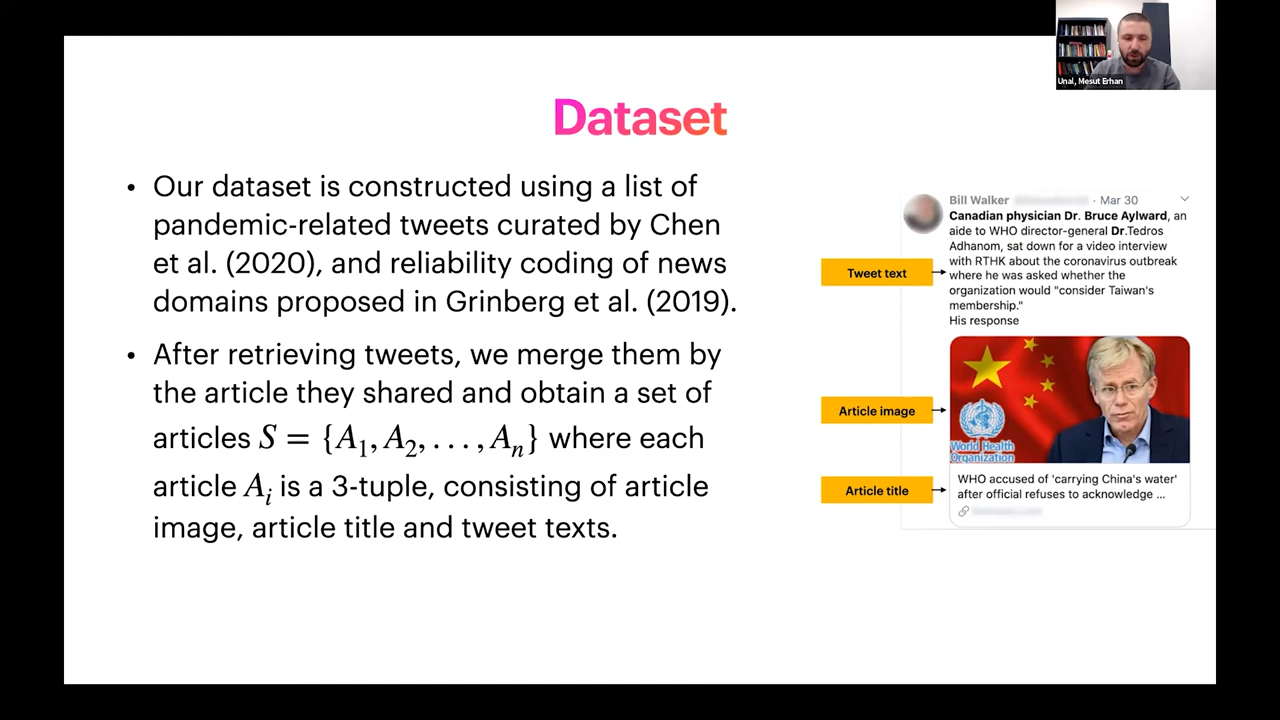 Unal, Mesut Erhan
Dataset
• Our dataset is constructed using a list of
pandemic-related tweets curated by Chen
et al. (2020), and reliability coding of news
domains proposed in Grinberg et al. (2019).
• After retrieving tweets, we merge them by
the article they shared and obtain a set of
articles S = {A₁, A₂, . . . , Aₙ} where each
article Aᵢ is a 3-tuple, consisting of article
image, article title and tweet texts.
Bill Walker · Mar 30
Canadian physician Dr. Bruce Aylward, an
aide to WHO director-general Dr.Tedros
Adhanom, sat down for a video interview
with RTHK about the coronavirus outbreak
where he was asked whether the
organization would "consider Taiwan's
membership."
His response
Tweet text
World Health
Organization
Article image
WHO accused of 'carrying China's water'
after official refuses to acknowledge ...
Article title